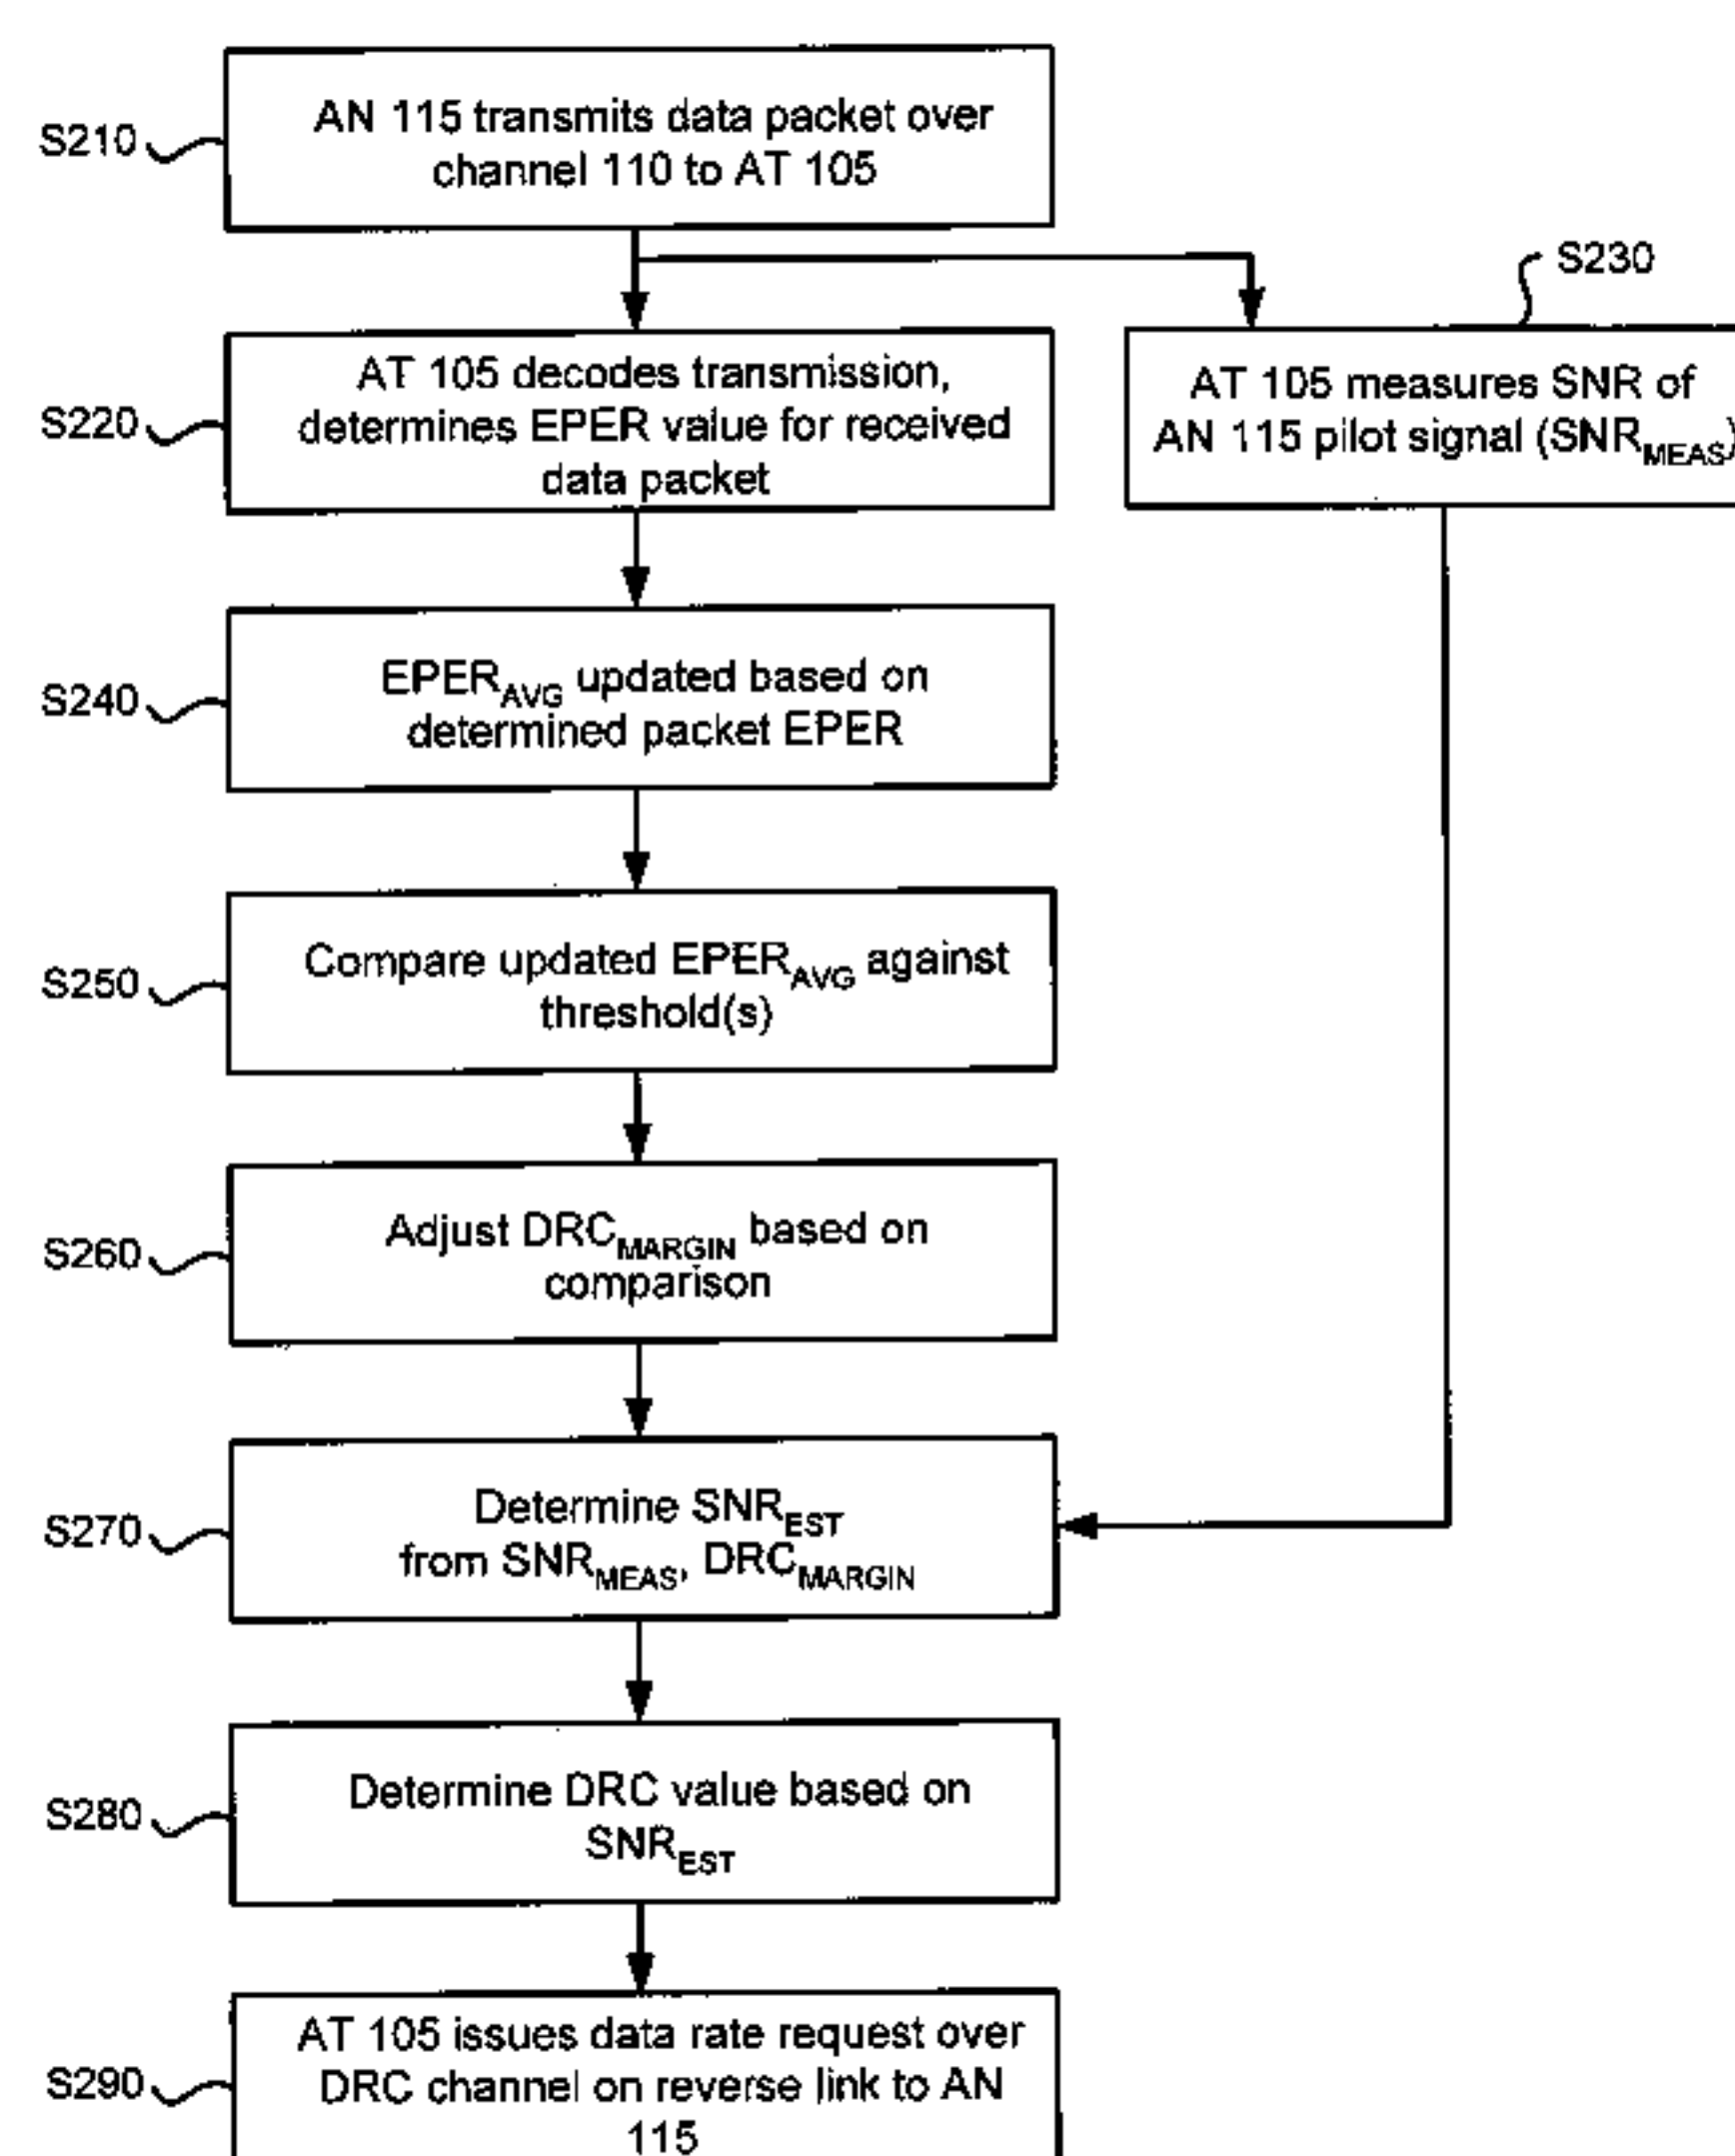 S210
AN 115 transmits data packet over
channel 110 to AT 105
S220
AT 105 decodes transmission,
determines EPER value for received
data packet
S230
AT 105 measures SNR of
AN 115 pilot signal (SNRMEAS)
S240
EPERAVG updated based on
determined packet EPER
S250
Compare updated EPERAVG against
threshold(s)
S260
Adjust DRCMARGIN based on
comparison
S270
Determine SNREST
from SNRMEAS, DRCMARGIN
S280
Determine DRC value based on
SNREST
S290
AT 105 issues data rate request over
DRC channel on reverse link to AN
115